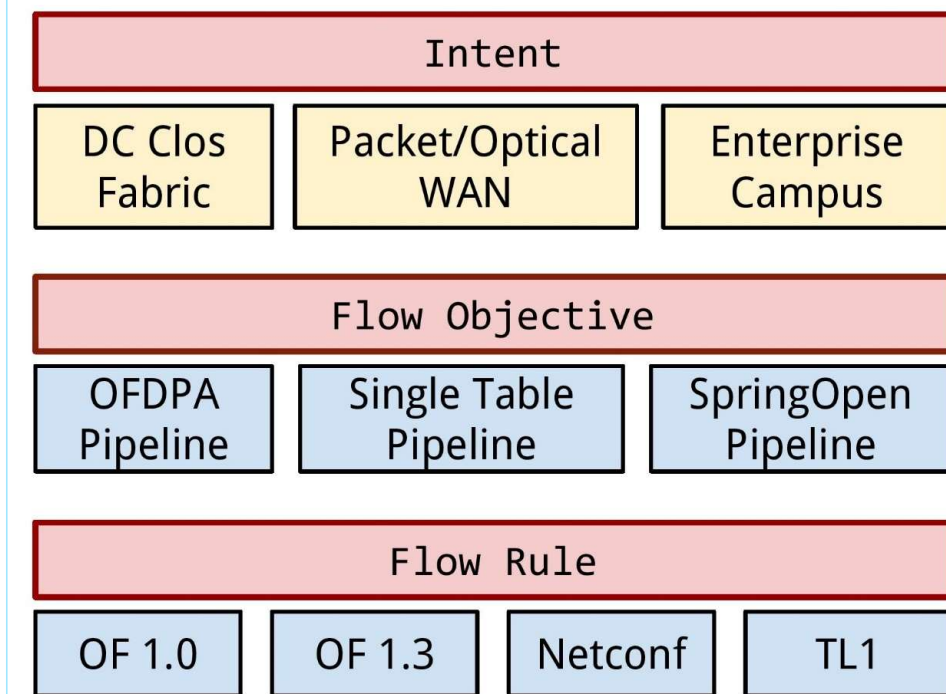 Intent
DC Clos
Fabric
Packet/Optical
WAN
Enterprise
Campus
Flow Objective
OFDPA
Pipeline
Single Table
Pipeline
SpringOpen
Pipeline
Flow Rule
OF 1.0
OF 1.3
Netconf
TL1